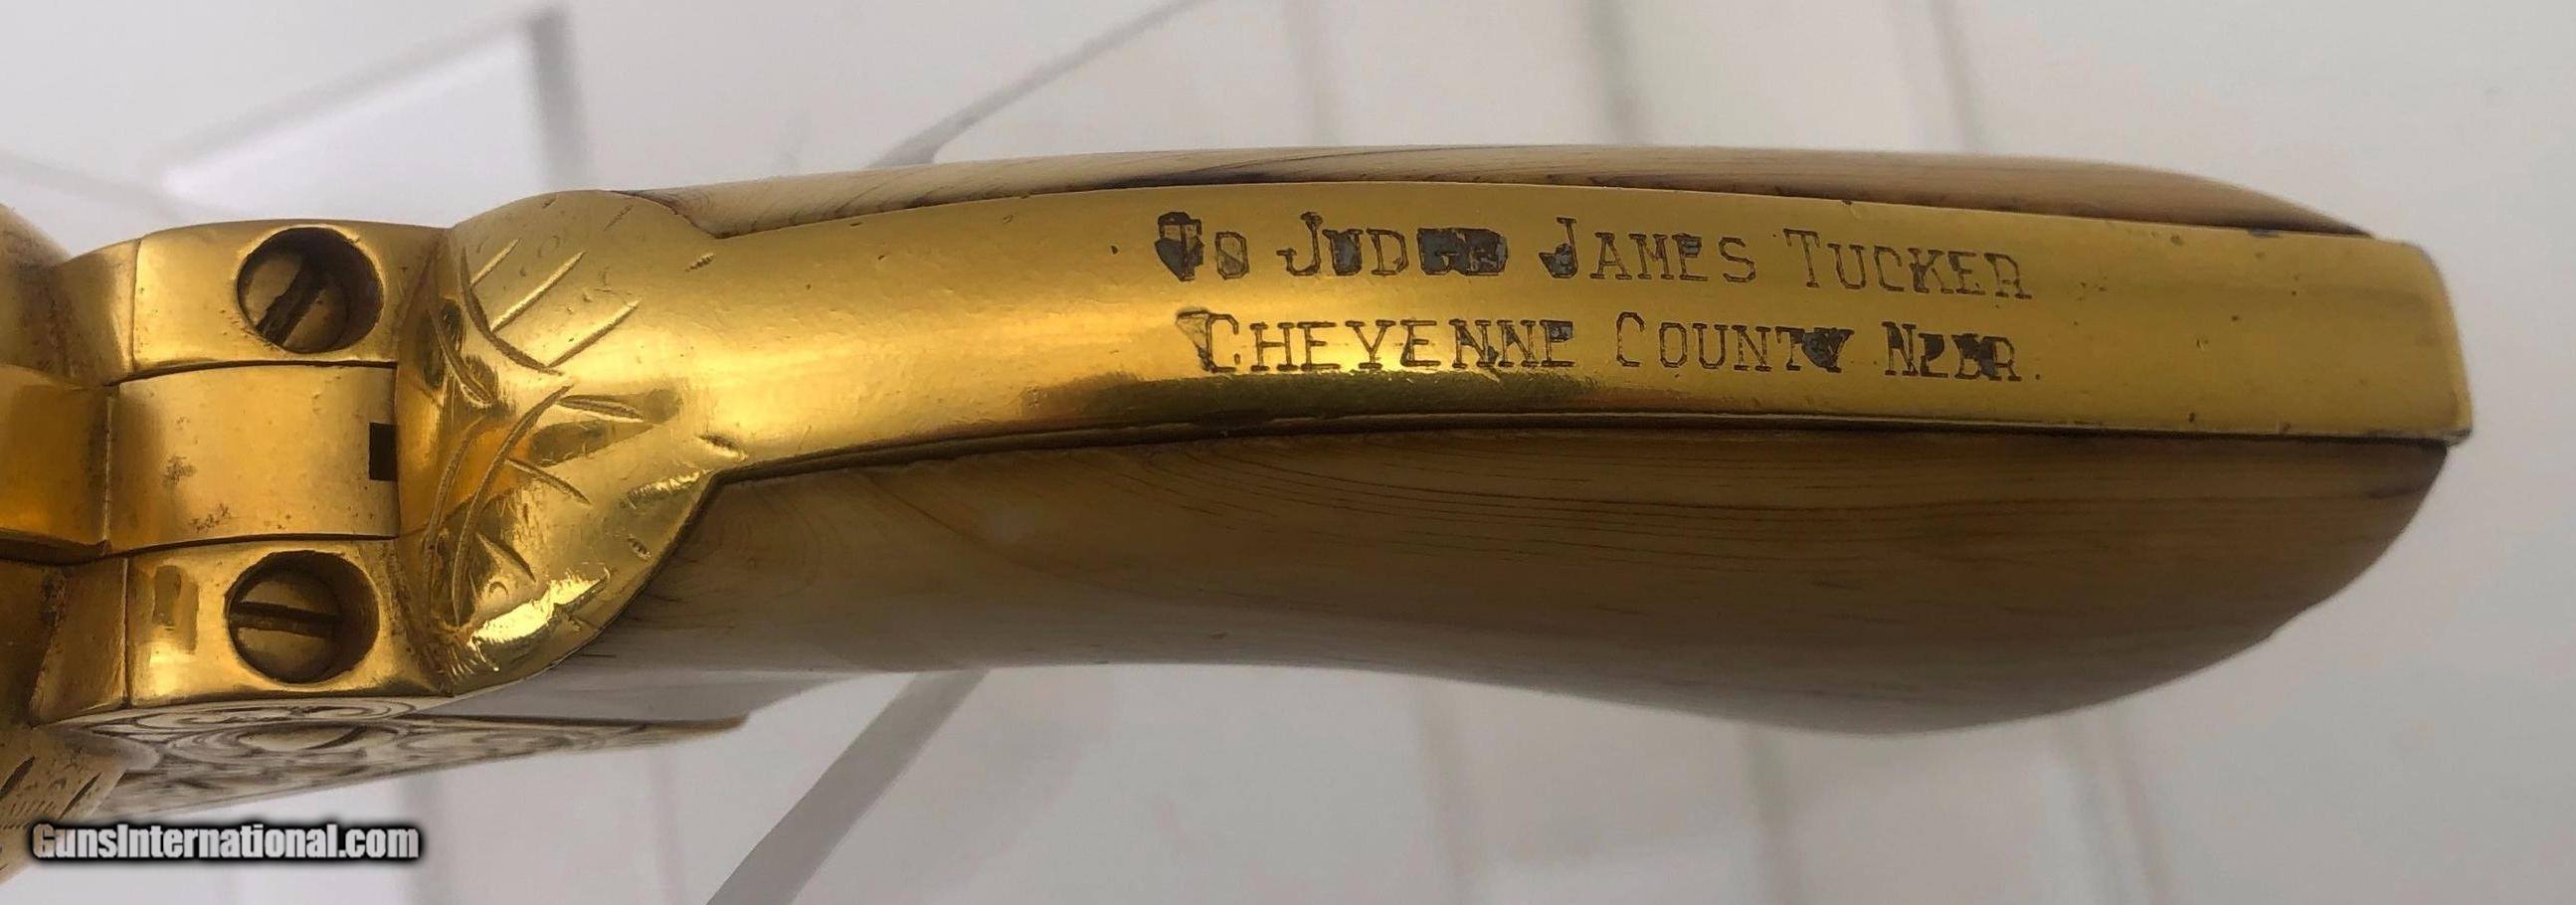 To Judge James Tucker
Cheyenne County Nebr.
GunsInternational.com